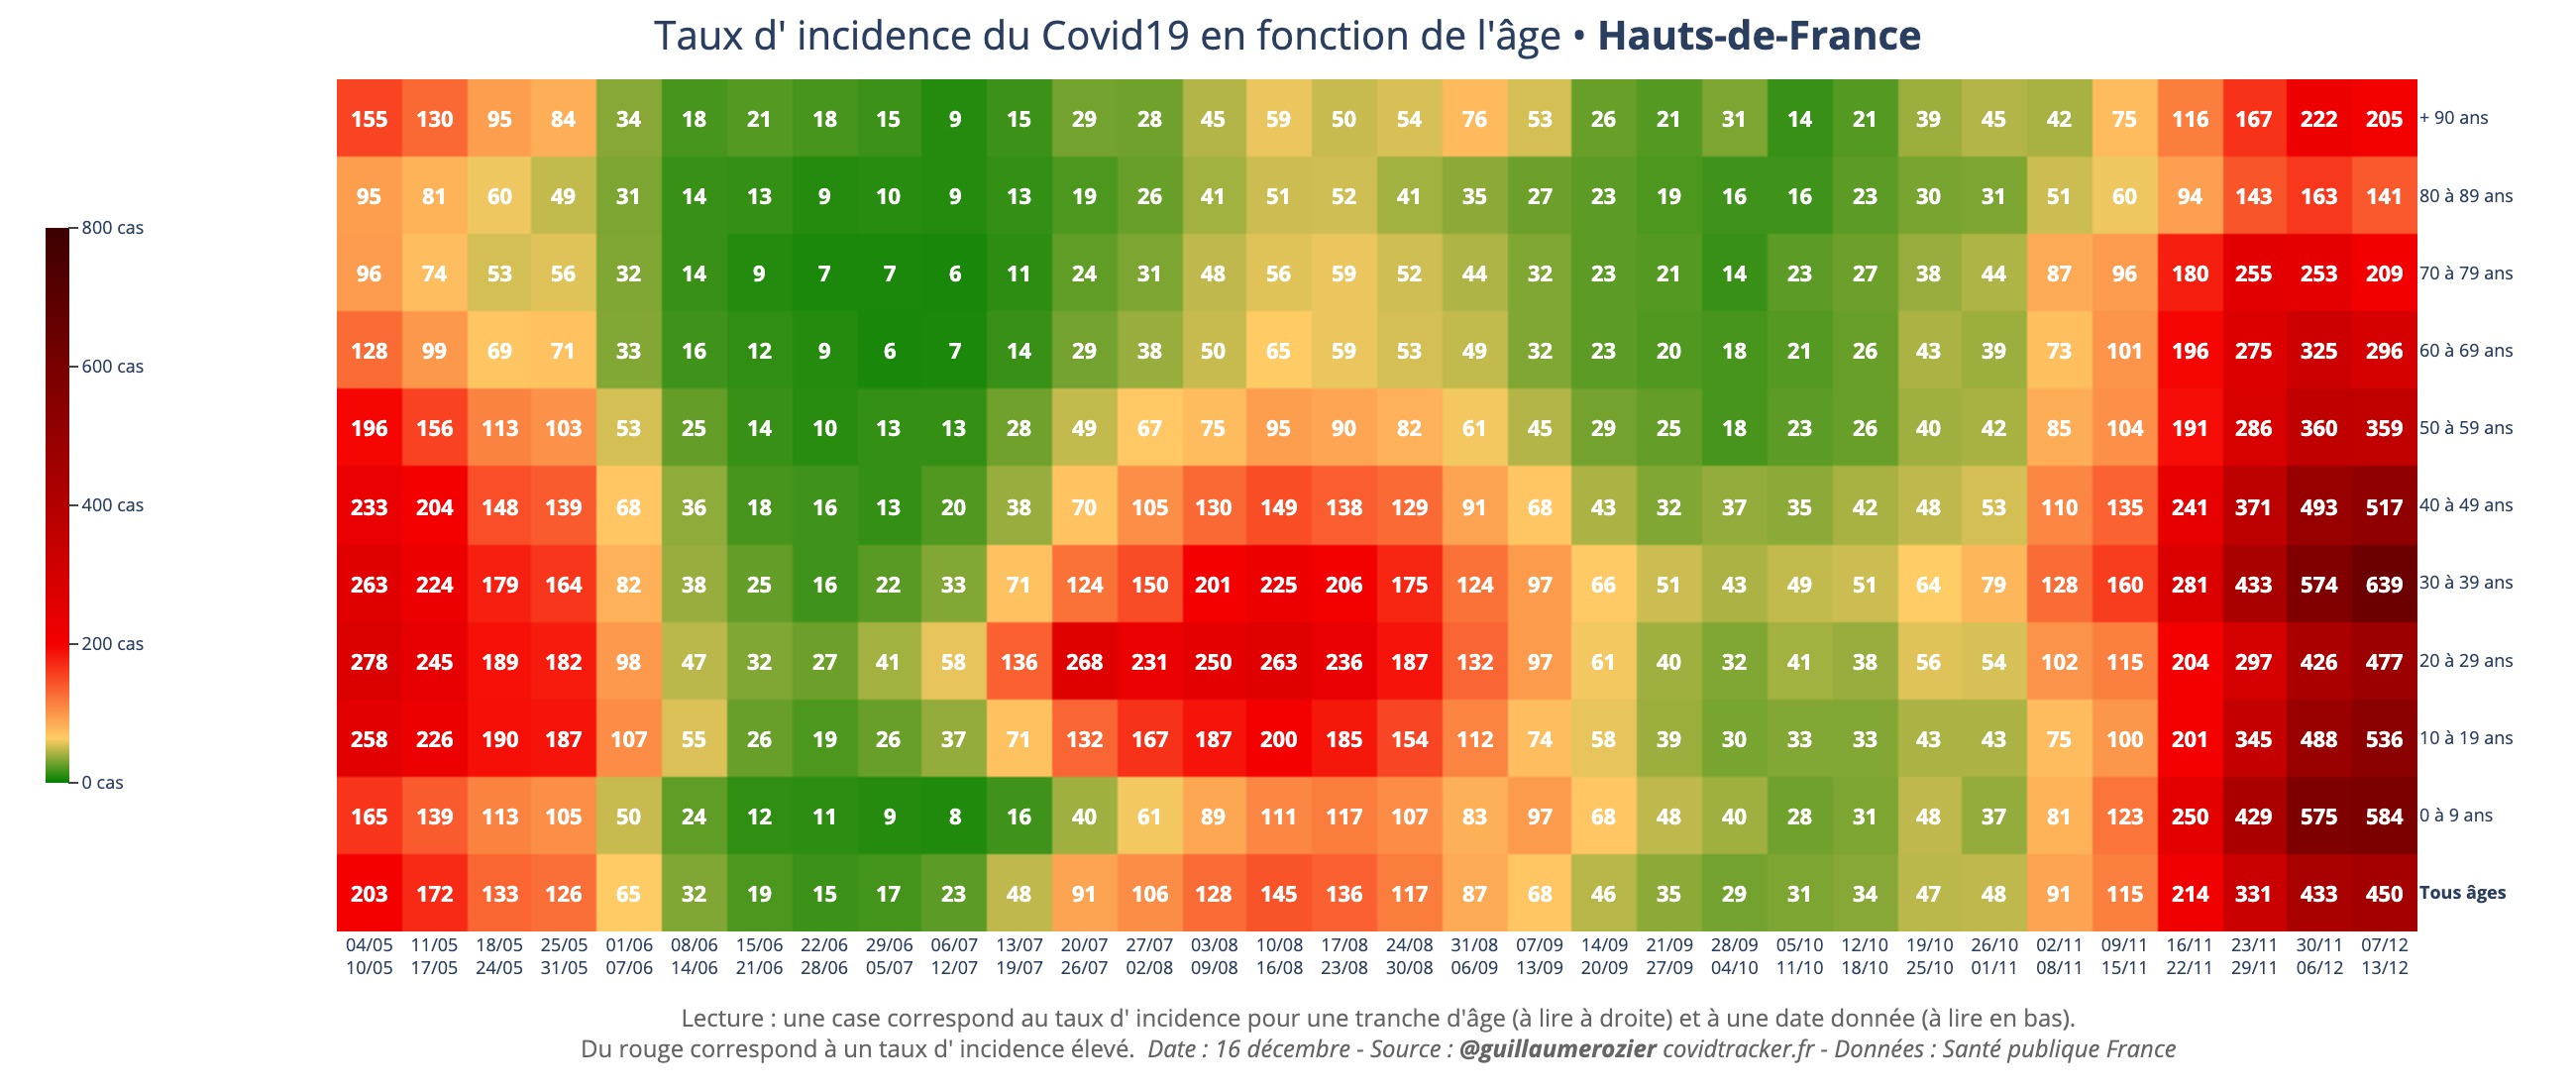 Taux d' incidence du Covid19 en fonction de l'âge • Hauts-de-France
155 130 95 84 34 18 21 18 15 9 15 29 28 45 59 50 54 76 53 26 21 31 14 21 39 45 42 75 116 167 222 205 + 90 ans
95 81 60 49 31 14 13 9 10 9 13 19 26 41 51 52 41 35 27 23 19 16 16 23 30 31 51 60 94 143 163 141 80 à 89 ans
800 cas
96 74 53 56 32 14 9 7 7 6 11 24 31 48 56 59 52 44 32 23 21 14 23 27 38 44 87 96 180 255 253 209 70 à 79 ans
128 99 69 71 33 16 12 9 6 7 14 29 38 50 65 59 53 49 32 23 20 18 21 26 43 39 73 101 196 275 325 296 60 à 69 ans
600 cas
196 156 113 103 53 25 14 10 13 13 28 49 67 75 95 90 82 61 45 29 25 18 23 26 40 42 85 104 191 286 360 359 50 à 59 ans
400 cas
233 204 148 139 68 36 18 16 13 20 38 70 105 130 149 138 129 91 68 43 32 37 35 42 48 53 110 135 241 371 493 517 40 à 49 ans
263 224 179 164 82 38 25 16 22 33 71 124 150 201 225 206 175 124 97 66 51 43 49 51 64 79 128 160 281 433 574 639 30 à 39 ans
200 cas
278 245 189 182 98 47 32 27 41 58 136 268 231 250 263 236 187 132 97 61 40 32 41 38 56 54 102 115 204 297 426 477 20 à 29 ans
258 226 190 187 107 55 26 19 26 37 71 132 167 187 200 185 154 112 74 58 39 30 33 33 43 43 75 100 201 345 488 536 10 à 19 ans
0 cas
165 139 113 105 50 24 12 11 9 8 16 40 61 89 111 117 107 83 97 68 48 40 28 31 48 37 81 123 250 429 575 584 0 à 9 ans
203 172 133 126 65 32 19 15 17 23 48 91 106 128 145 136 117 87 68 46 35 29 31 34 47 48 91 115 214 331 433 450 Tous âges
04/05 11/05 18/05 25/05 01/06 08/06 15/06 22/06 29/06 06/07 13/07 20/07 27/07 03/08 10/08 17/08 24/08 31/08 07/09 14/09 21/09 28/09 05/10 12/10 19/10 26/10 02/11 09/11 16/11 23/11 30/11 07/12
10/05 17/05 24/05 31/05 07/06 14/06 21/06 28/06 05/07 12/07 19/07 26/07 02/08 09/08 16/08 23/08 30/08 06/09 13/09 20/09 27/09 04/10 11/10 18/10 25/10 01/11 08/11 15/11 22/11 29/11 06/12 13/12
Lecture : une case correspond au taux d' incidence pour une tranche d'âge (à lire à droite) et à une date donnée (à lire en bas).
Du rouge correspond à un taux d' incidence élevé. Date : 16 décembre - Source : @guillaumerozier covidtracker.fr - Données : Santé publique France